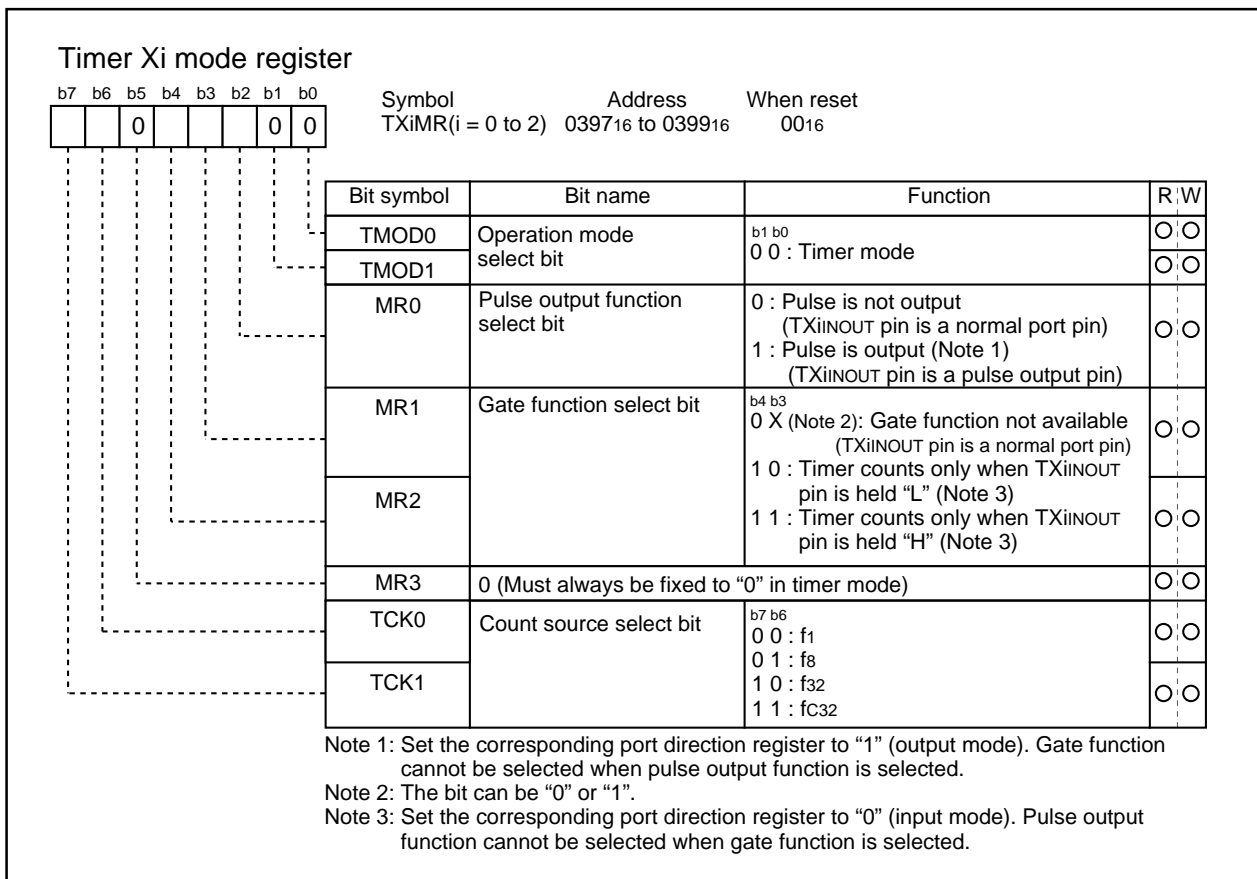 Timer Xi mode register
b7 b6 b5 b4 b3 b2 b1 b0
0 0 0
Symbol Address When reset
TXiMR(i = 0 to 2) 039716 to 039916 0016
Bit symbol Bit name Function R W
TMOD0 Operation mode select bit
TMOD1
b1 b0
0 0 : Timer mode
MR0 Pulse output function select bit
0 : Pulse is not output
(TXiINOUT pin is a normal port pin)
1 : Pulse is output (Note 1)
(TXiINOUT pin is a pulse output pin)
MR1 Gate function select bit
MR2
b4 b3
0 X (Note 2): Gate function not available
(TXiINOUT pin is a normal port pin)
1 0 : Timer counts only when TXiINOUT
pin is held “L” (Note 3)
1 1 : Timer counts only when TXiINOUT
pin is held “H” (Note 3)
MR3 0 (Must always be fixed to “0” in timer mode)
TCK0 Count source select bit
TCK1
b7 b6
0 0 : f1
0 1 : f8
1 0 : f32
1 1 : fC32
Note 1: Set the corresponding port direction register to “1” (output mode). Gate function
cannot be selected when pulse output function is selected.
Note 2: The bit can be “0” or “1”.
Note 3: Set the corresponding port direction register to “0” (input mode). Pulse output
function cannot be selected when gate function is selected.